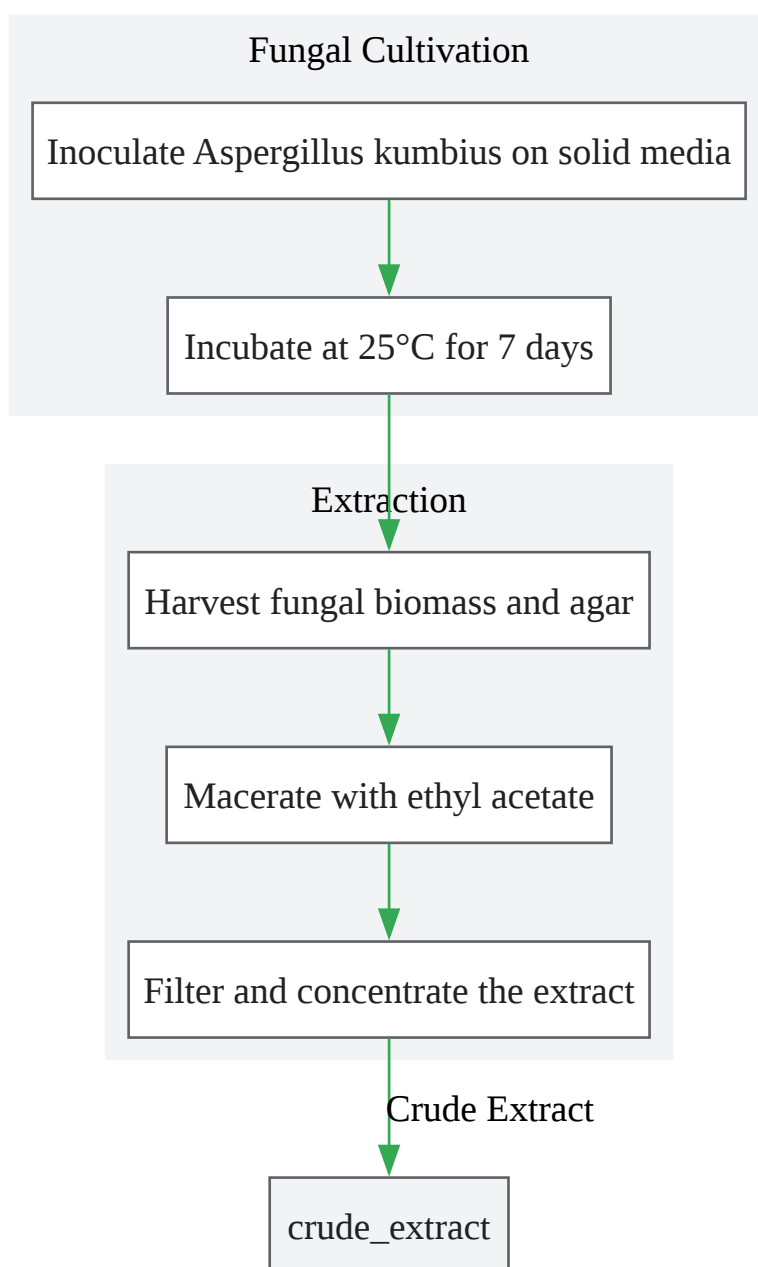 Fungal Cultivation
Inoculate Aspergillus kumbius on solid media
Incubate at 25°C for 7 days
Extraction
Harvest fungal biomass and agar
Macerate with ethyl acetate
Filter and concentrate the extract
Crude Extract
crude_extract